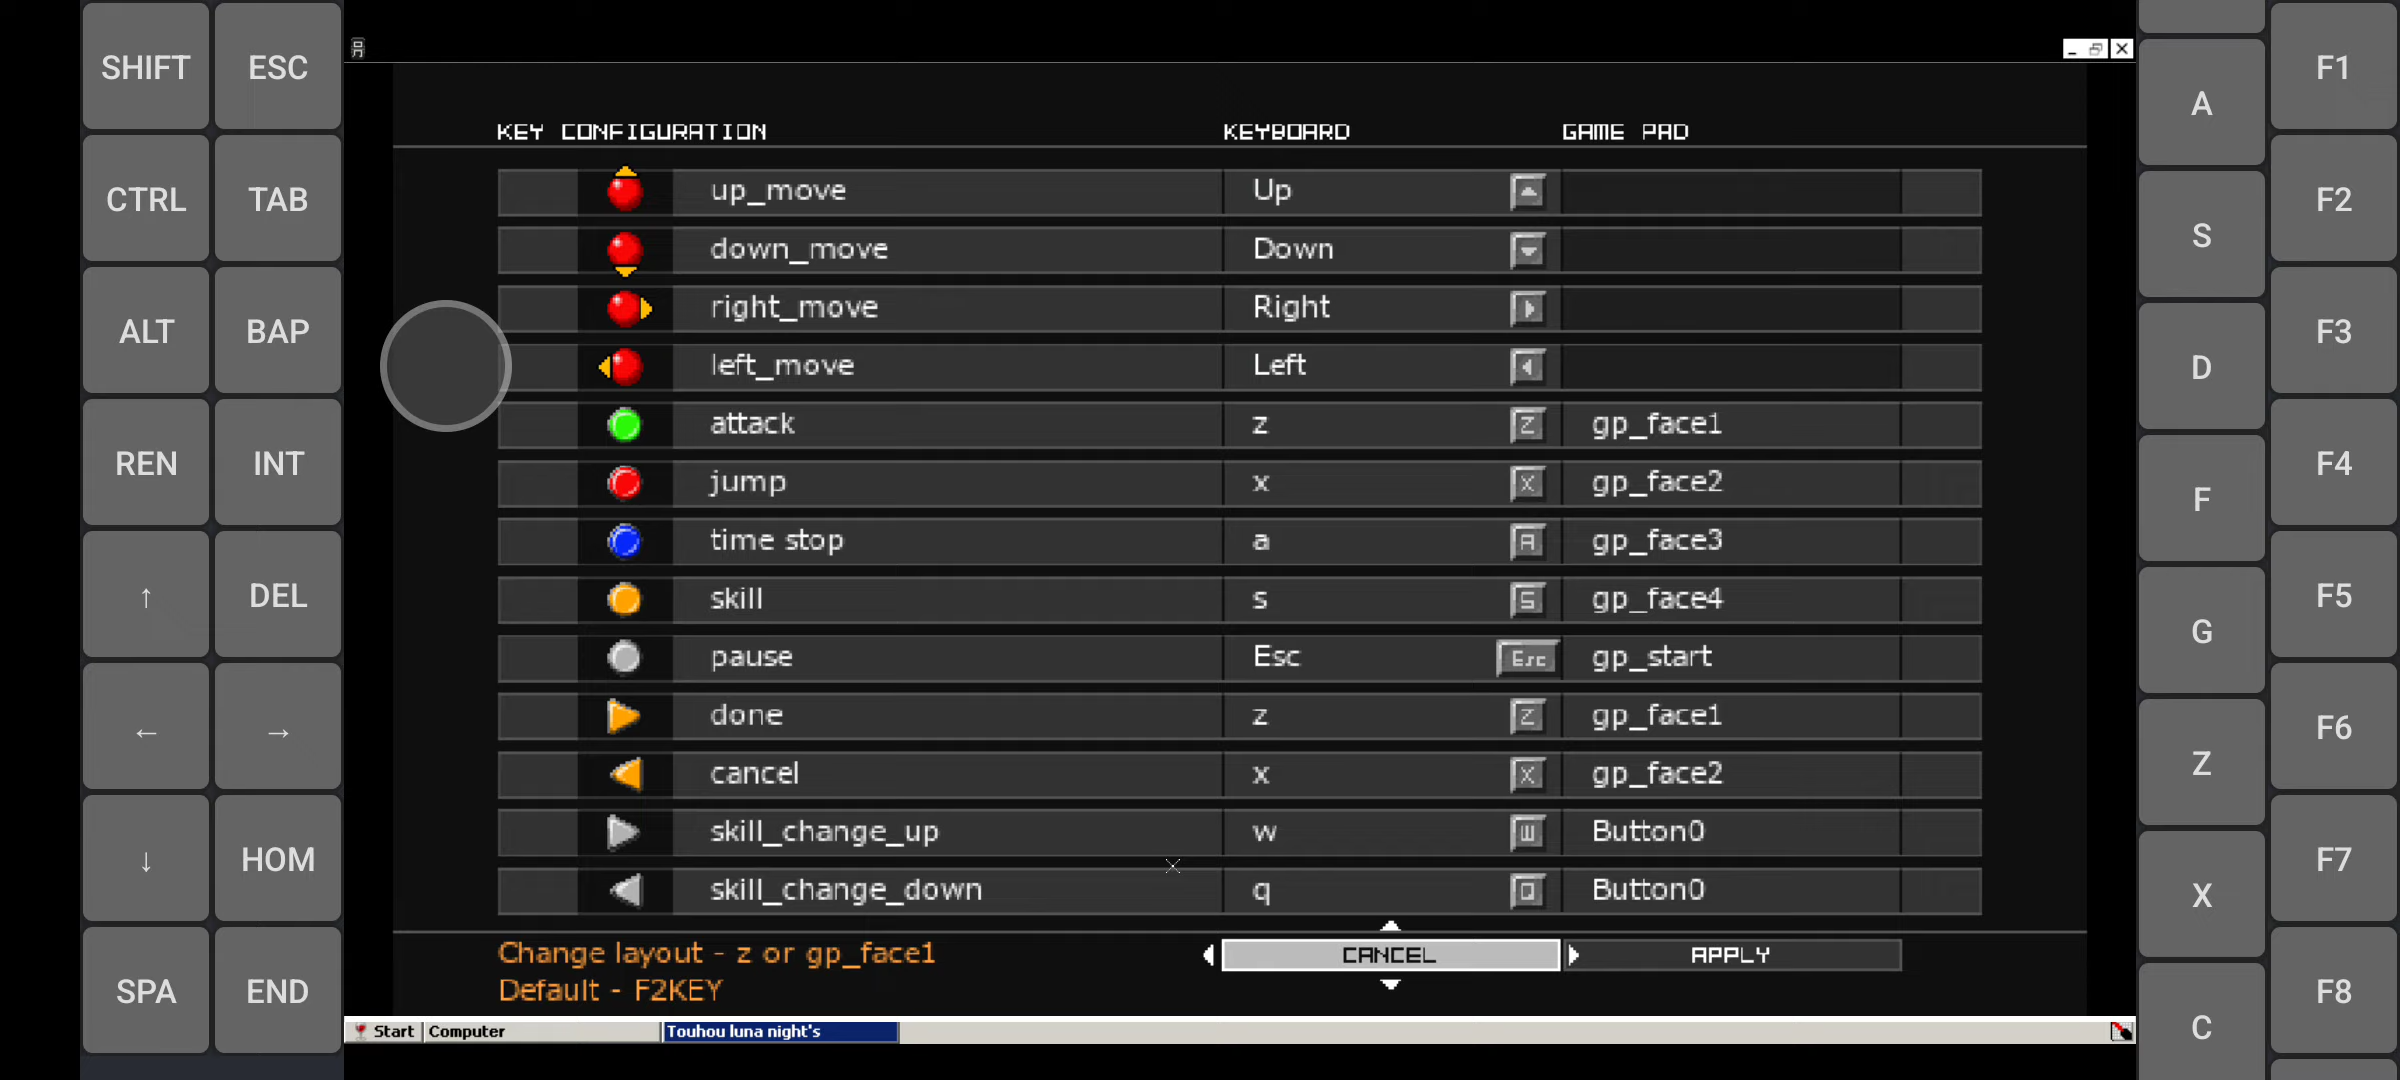 SHIFT ESC
CTRL TAB
ALT BAP
REN INT
↑ DEL
← →
↓ HOM
SPA END
KEY CONFIGURATION KEYBOARD GAME PAD
up_move Up
down_move Down
right_move Right
left_move Left
attack z Z gp_face1
jump x X gp_face2
time stop a A gp_face3
skill s S gp_face4
pause Esc Esc gp_start
done z Z gp_face1
cancel x X gp_face2
skill_change_up w W Button0
skill_change_down q Q Button0
Change layout - z or gp_face1 CANCEL APPLY
Default - F2KEY
Start Computer Touhou luna night's
A F1
S F2
D F3
F F4
G F5
Z F6
X F7
C F8